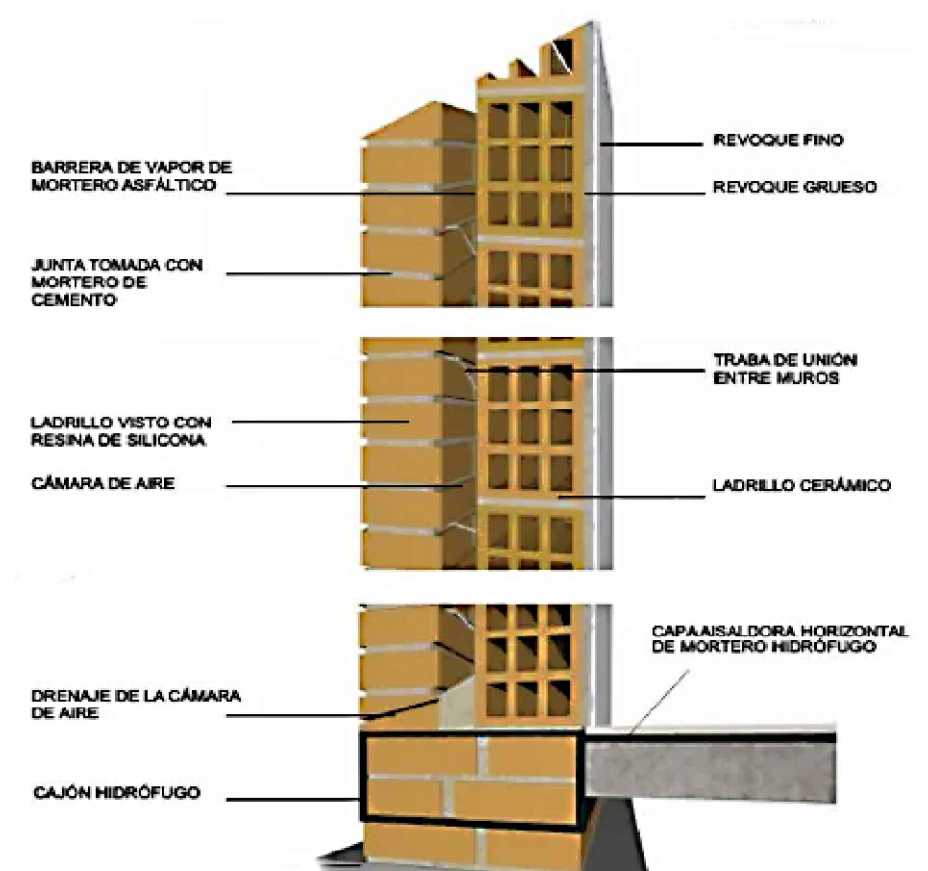 BARRERA DE VAPOR DE
MORTERO ASFÁLTICO
JUNTA TOMADA CON
MORTERO DE
CEMENTO
REVOQUE FINO
REVOQUE GRUESO
LADRILLO VISTO CON
RESINA DE SILICONA
CÁMARA DE AIRE
TRABA DE UNIÓN
ENTRE MUROS
LADRILLO CERÁMICO
DRENAJE DE LA CÁMARA
DE AIRE
CAJÓN HIDRÓFUGO
CAPAAISALDORA HORIZONTAL
DE MORTERO HIDRÓFUGO